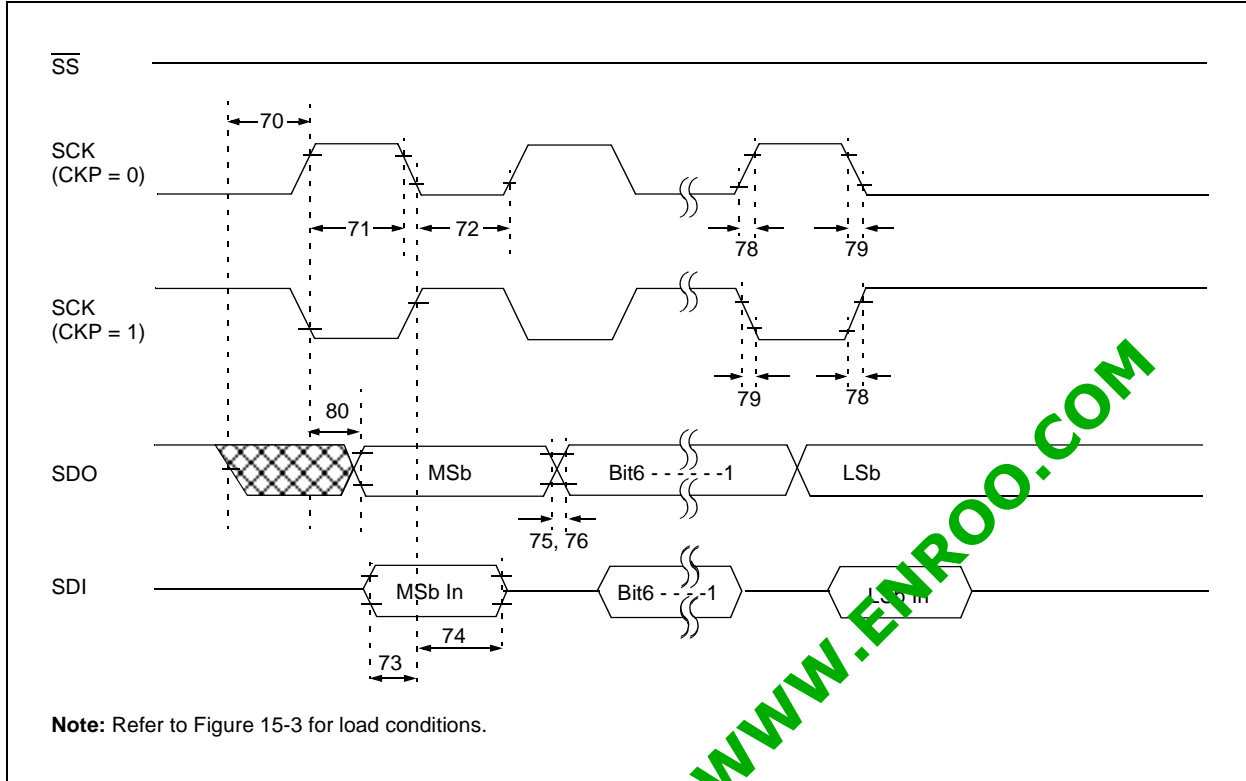 SS
70
SCK
(CKP = 0)
71
72
78
79
SCK
(CKP = 1)
79
78
80
SDO
MSb
Bit6 - - - - - -1
LSb
75, 76
SDI
MSb In
Bit6 - - - - -1
LSb In
74
73
WWW.ENROO.COM
Note: Refer to Figure 15-3 for load conditions.